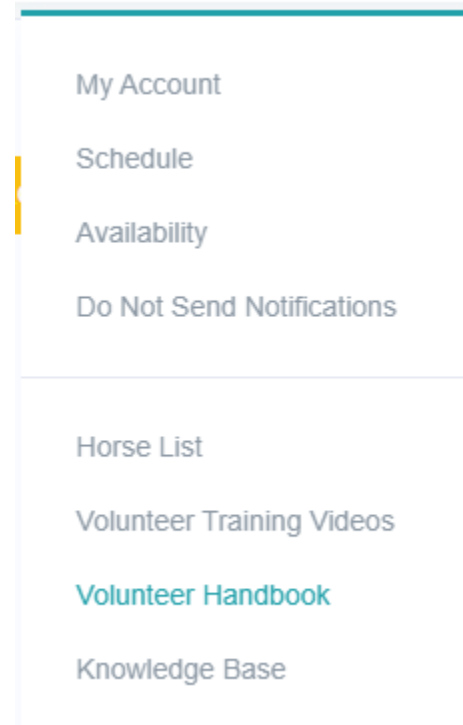 My Account
Schedule
Availability
Do Not Send Notifications
Horse List
Volunteer Training Videos
Volunteer Handbook
Knowledge Base